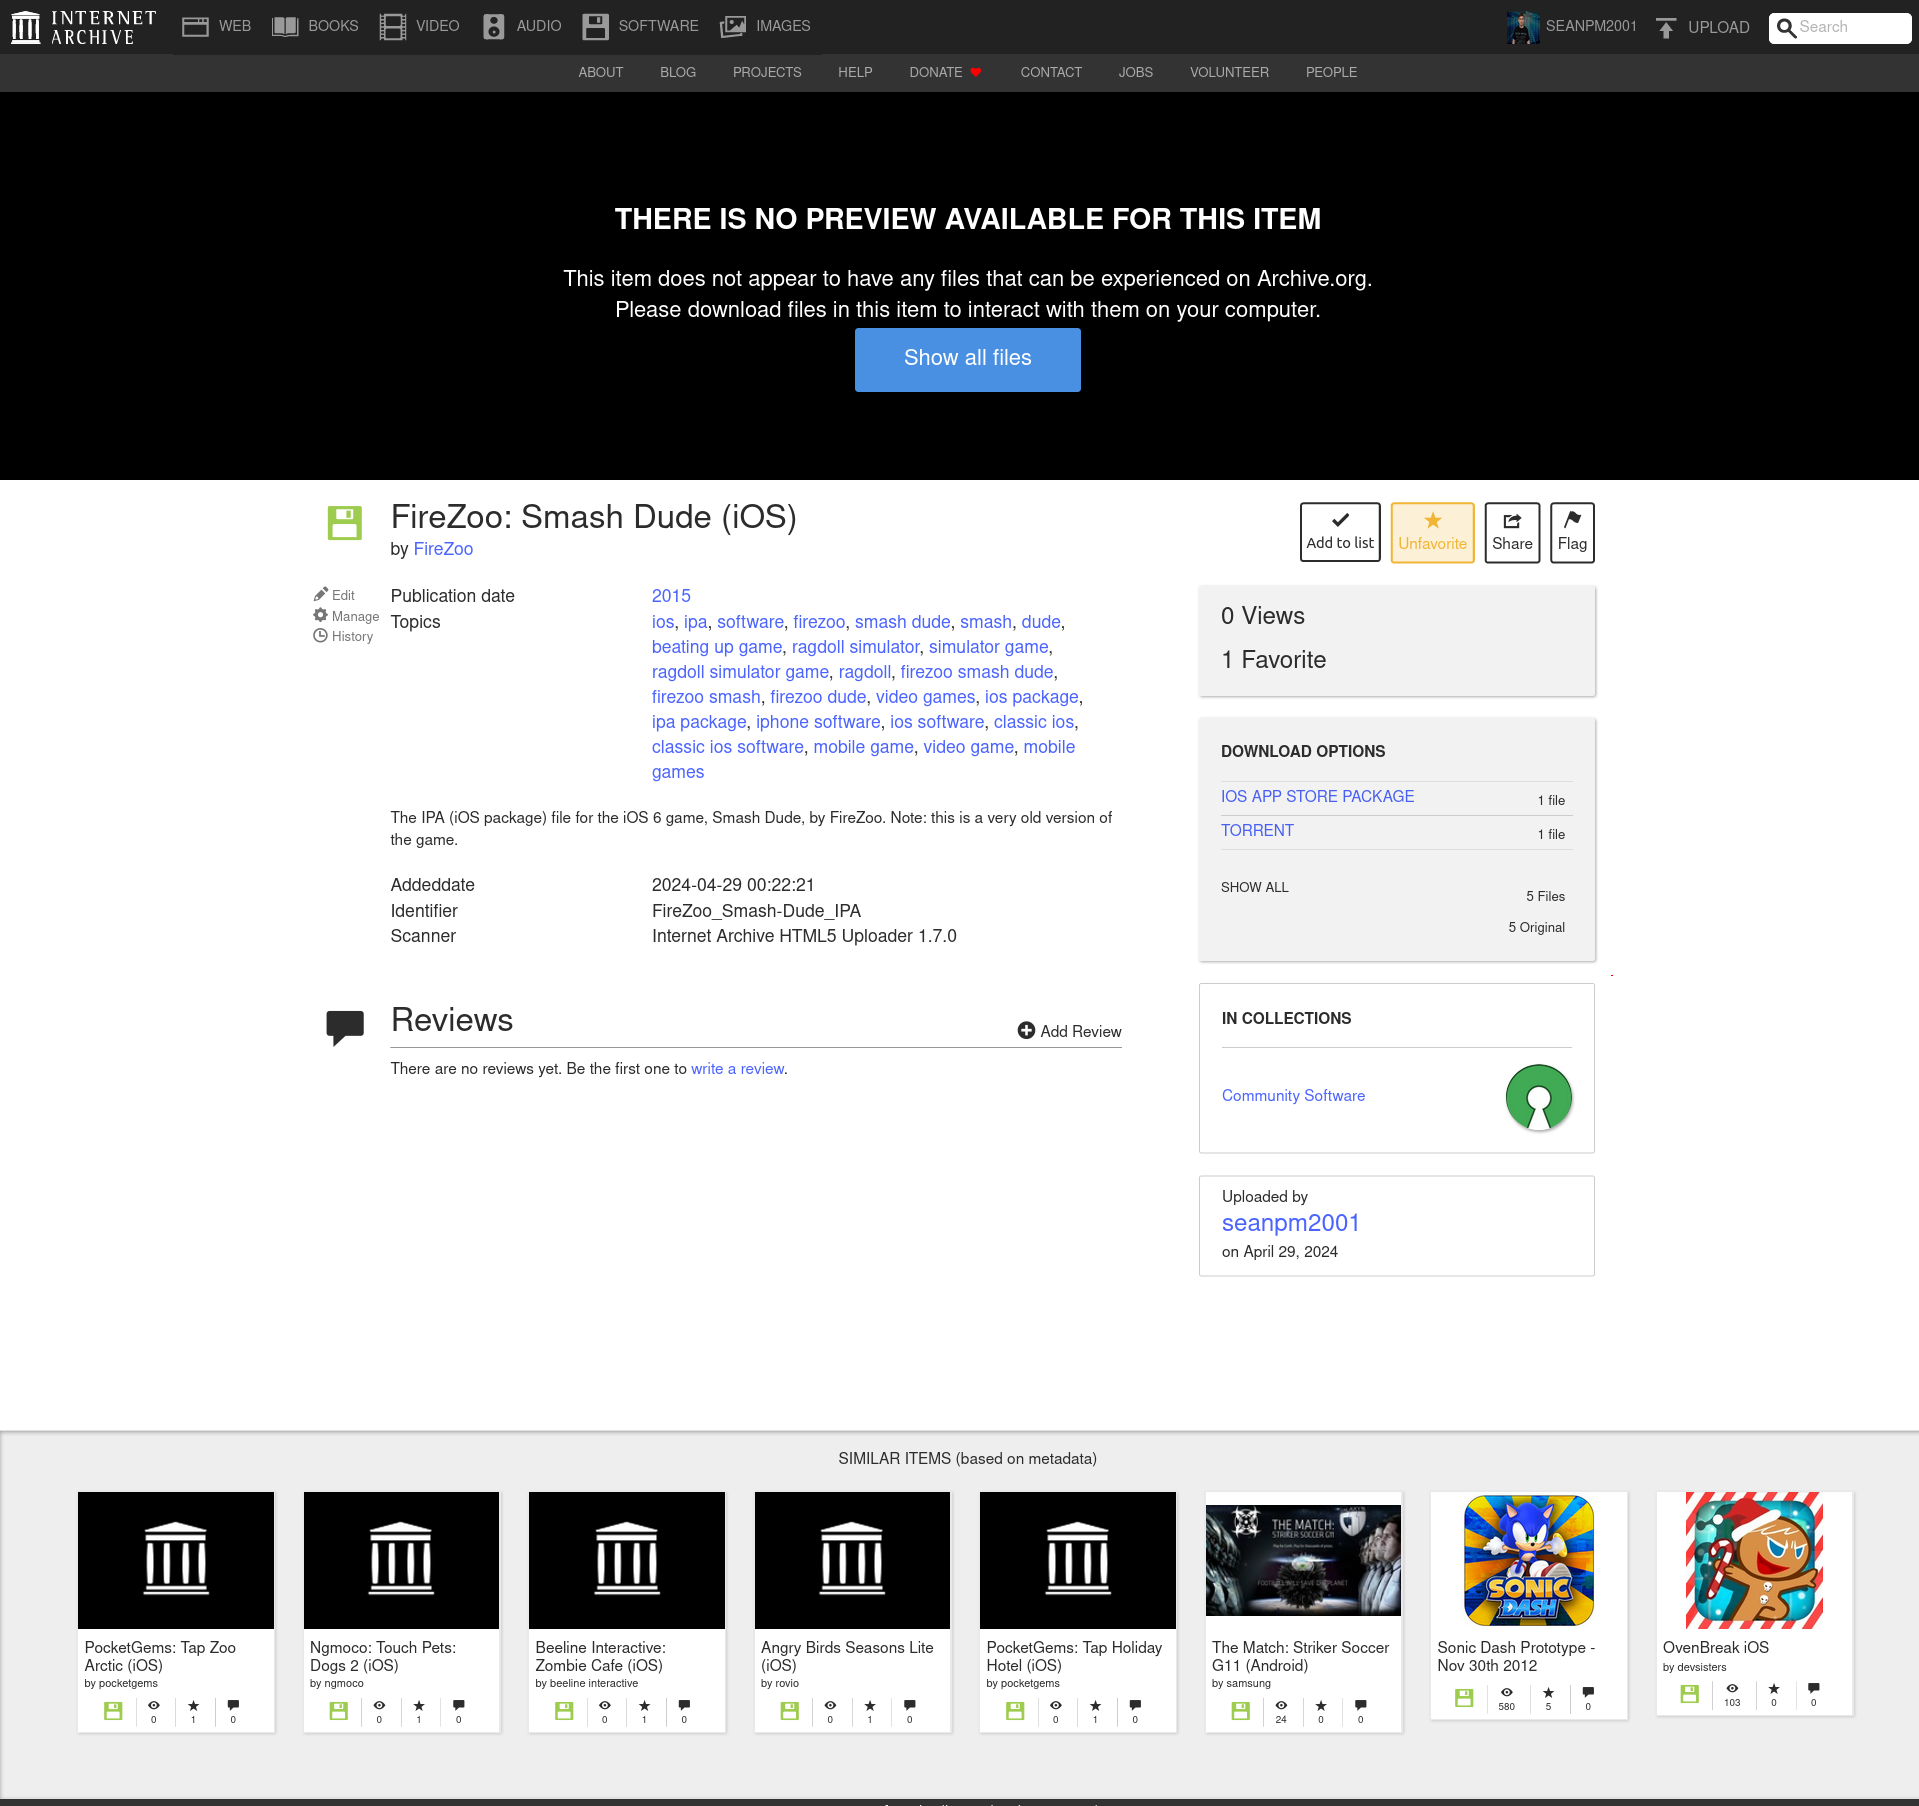 INTERNET ARCHIVE
WEB BOOKS VIDEO AUDIO SOFTWARE IMAGES SEANPM2001 UPLOAD Search
ABOUT BLOG PROJECTS HELP DONATE CONTACT JOBS VOLUNTEER PEOPLE
THERE IS NO PREVIEW AVAILABLE FOR THIS ITEM
This item does not appear to have any files that can be experienced on Archive.org.
Please download files in this item to interact with them on your computer.
Show all files
FireZoo: Smash Dude (iOS)
by FireZoo
Add to list Unfavorite Share Flag
Edit
Manage
History
Publication date 2015
Topics ios, ipa, software, firezoo, smash dude, smash, dude,
beating up game, ragdoll simulator, simulator game,
ragdoll simulator game, ragdoll, firezoo smash dude,
firezoo smash, firezoo dude, video games, ios package,
ipa package, iphone software, ios software, classic ios,
classic ios software, mobile game, video game, mobile
games
The IPA (iOS package) file for the iOS 6 game, Smash Dude, by FireZoo. Note: this is a very old version of
the game.
Addeddate 2024-04-29 00:22:21
Identifier FireZoo_Smash-Dude_IPA
Scanner Internet Archive HTML5 Uploader 1.7.0
Reviews
Add Review
There are no reviews yet. Be the first one to write a review.
0 Views
1 Favorite
DOWNLOAD OPTIONS
IOS APP STORE PACKAGE 1 file
TORRENT 1 file
SHOW ALL
5 Files
5 Original
IN COLLECTIONS
Community Software
Uploaded by
seanpm2001
on April 29, 2024
SIMILAR ITEMS (based on metadata)
PocketGems: Tap Zoo
Arctic (iOS)
by pocketgems
0 1 0
Ngmoco: Touch Pets:
Dogs 2 (iOS)
by ngmoco
0 1 0
Beeline Interactive:
Zombie Cafe (iOS)
by beeline interactive
0 1 0
Angry Birds Seasons Lite
(iOS)
by rovio
0 1 0
PocketGems: Tap Holiday
Hotel (iOS)
by pocketgems
0 1 0
THE MATCH:
STRIKER SOCCER G11
The Match: Striker Soccer
G11 (Android)
by samsung
24 0 0
SONIC
DASH
Sonic Dash Prototype -
Nov 30th 2012
580 5 0
OvenBreak iOS
by devsisters
103 0 0